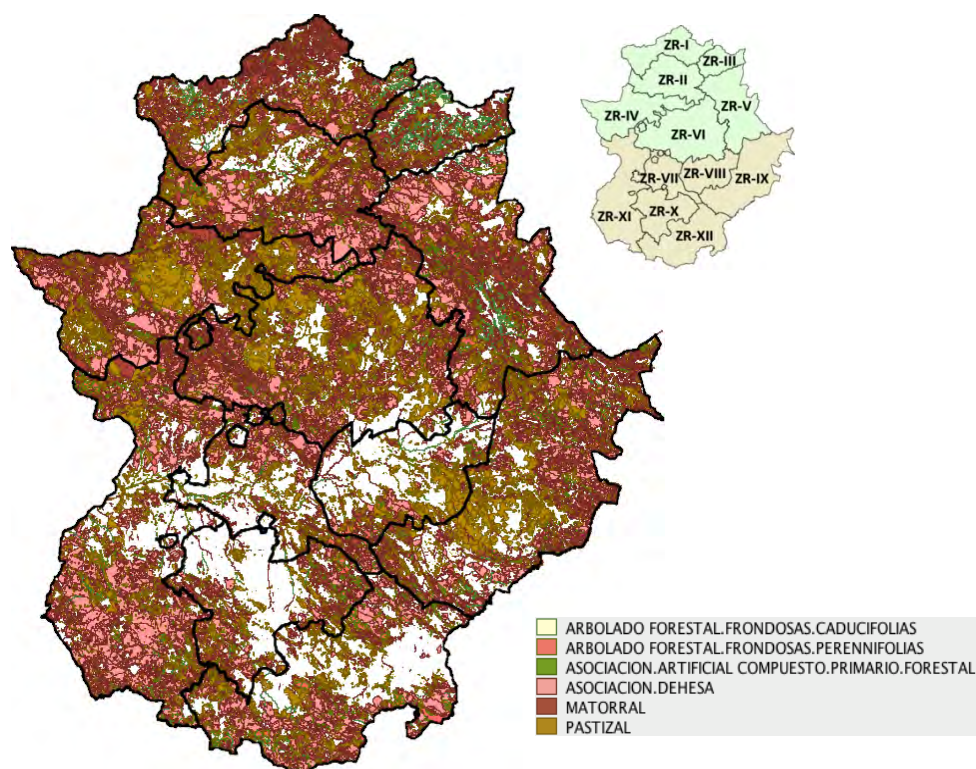 ZR-I
ZR-III
ZR-II
ZR-V
ZR-IV
ZR-VI
ZR-VII
ZR-VIII
ZR-IX
ZR-XI
ZR-X
ZR-XII
ARBOLADO FORESTAL.FRONDOSAS.CADUCIFOLIAS
ARBOLADO FORESTAL.FRONDOSAS.PERENNIFOLIAS
ASOCIACION.ARTIFICIAL COMPUESTO.PRIMARIO.FORESTAL
ASOCIACION.DEHESA
MATORRAL
PASTIZAL